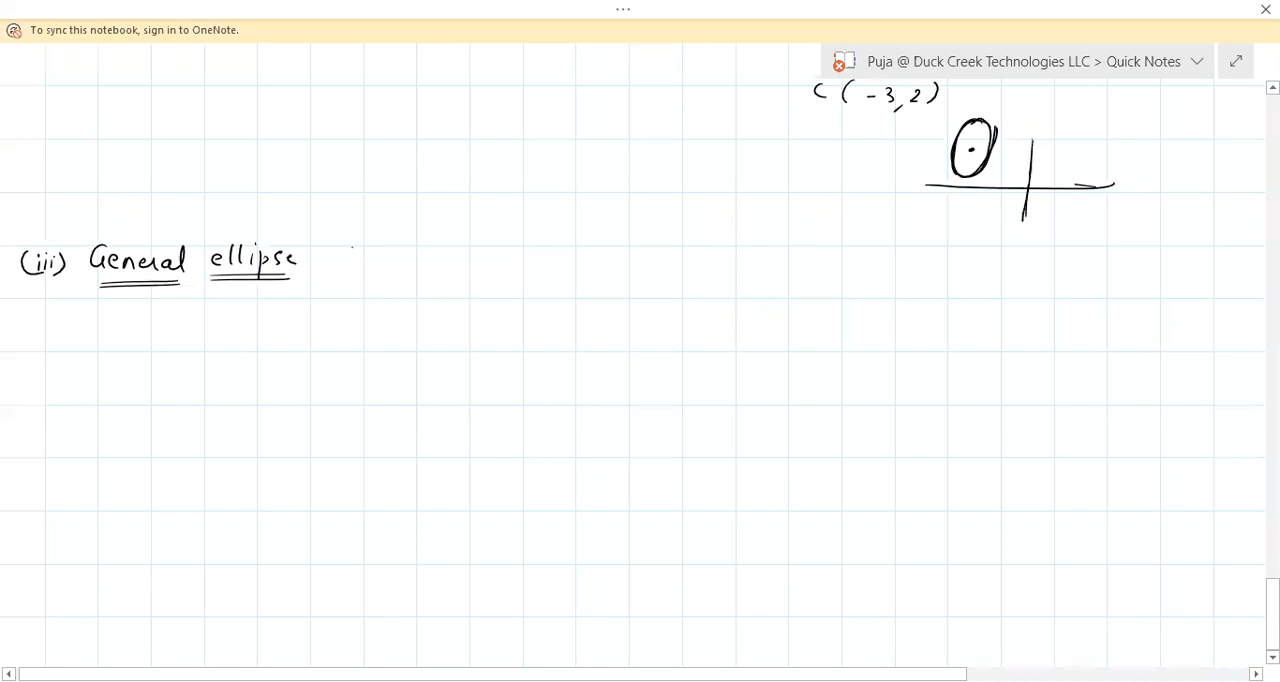 To sync this notebook, sign in to OneNote.
Puja @ Duck Creek Technologies LLC > Quick Notes
C ( - 3, 2 )
(iii) General ellipse